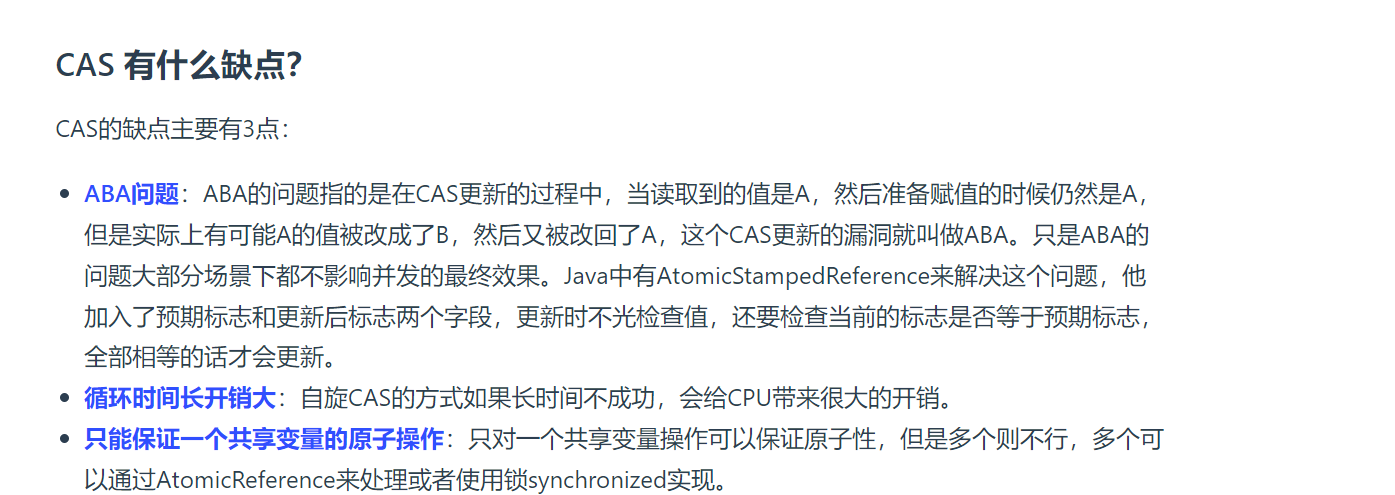 CAS 有什么缺点？
CAS的缺点主要有3点：
ABA问题：ABA的问题指的是在CAS更新的过程中，当读取到的值是A，然后准备赋值的时候仍然是A，
但是实际上有可能A的值被改成了B，然后又被改回了A，这个CAS更新的漏洞就叫做ABA。只是ABA的
问题大部分场景下都不影响并发的最终效果。Java中有AtomicStampedReference来解决这个问题，他
加入了预期标志和更新后标志两个字段，更新时不光检查值，还要检查当前的标志是否等于预期标志，
全部相等的话才会更新。
循环时间长开销大：自旋CAS的方式如果长时间不成功，会给CPU带来很大的开销。
只能保证一个共享变量的原子操作：只对一个共享变量操作可以保证原子性，但是多个则不行，多个可
以通过AtomicReference来处理或者使用锁synchronized实现。